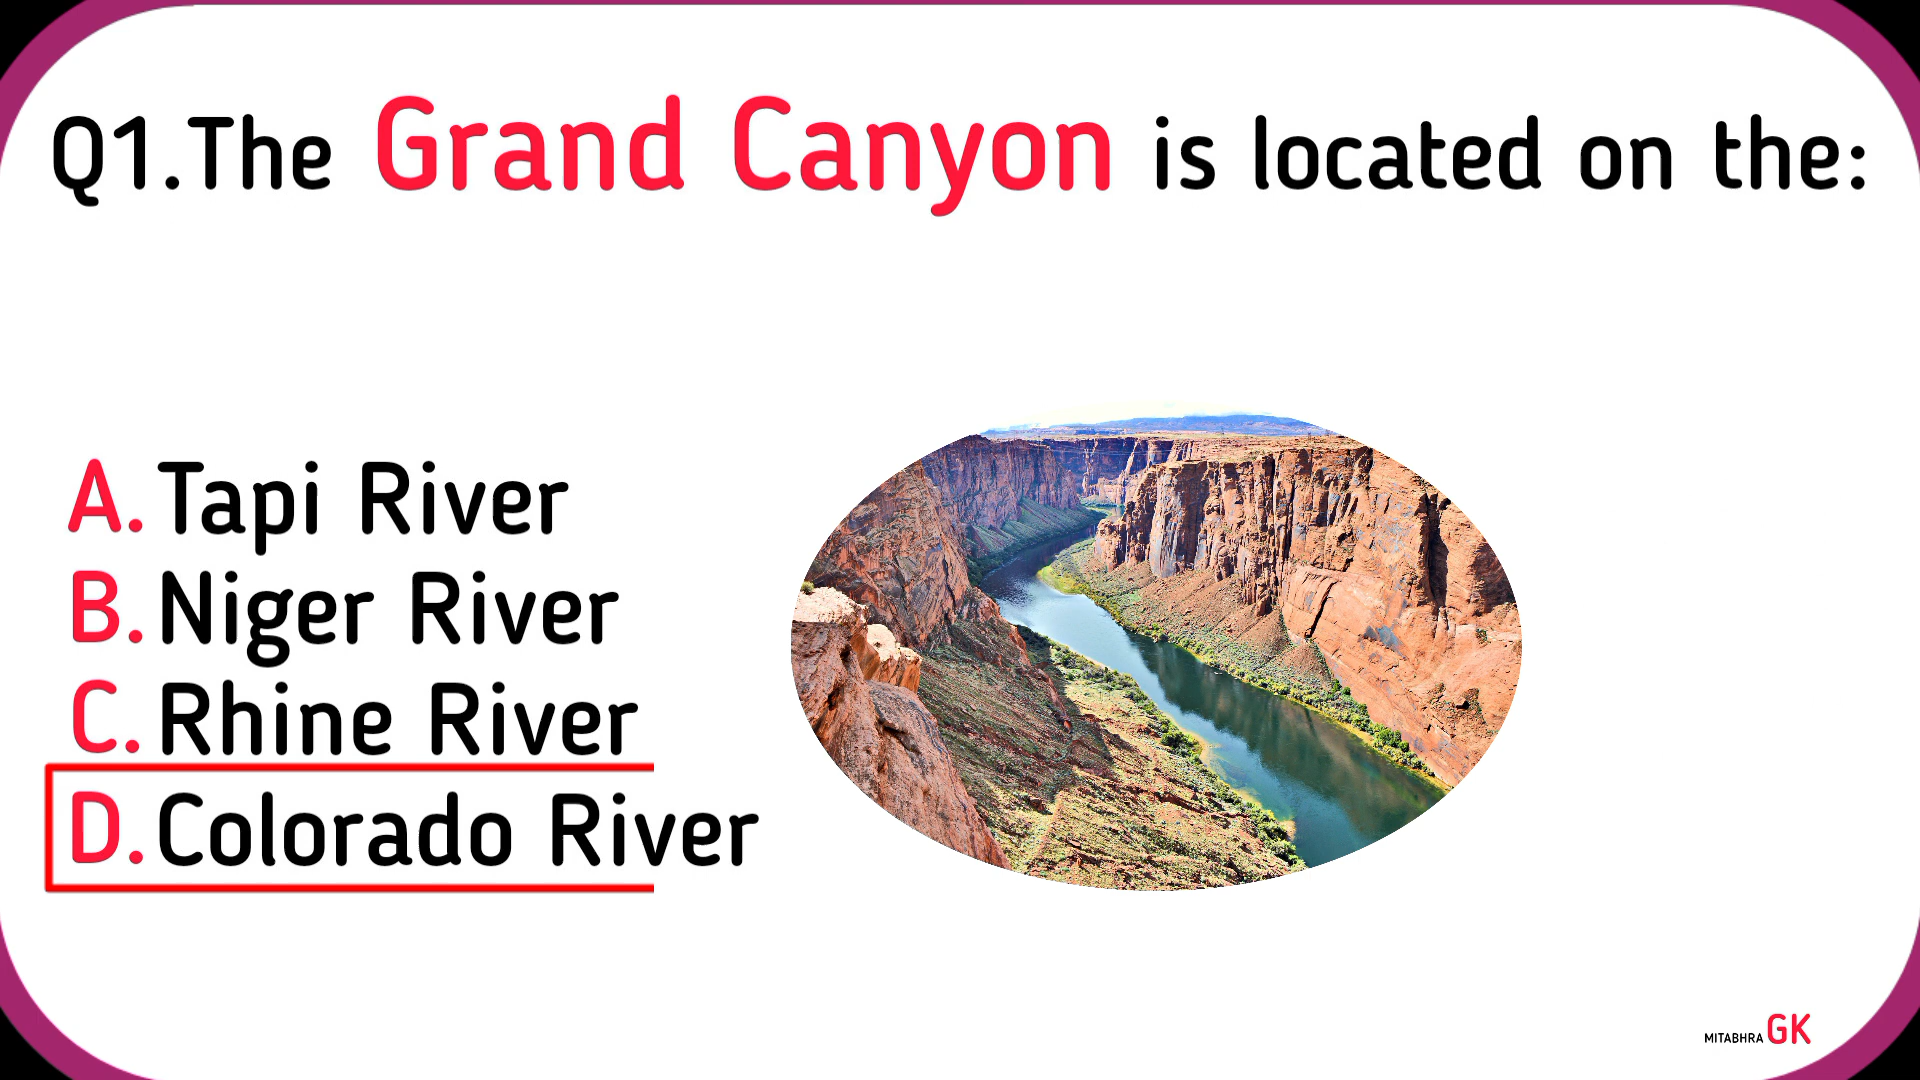 Q1.The Grand Canyon is located on the:
A. Tapi River
B. Niger River
C. Rhine River
D. Colorado River
MITABHRA GK